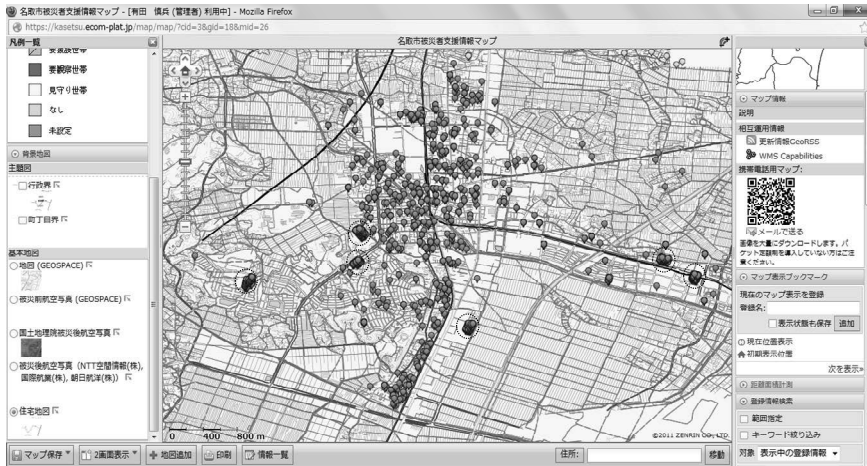 名取市被災者支援情報マップ - [有田 慎兵 (管理者) 利用中] - Mozilla Firefox
https://kasetsu.ecom-plat.jp/map/map/?cid=3&gid=18&mid=26
凡例一覧
名取市被災者支援情報マップ
要支援世帯
要観察世帯
見守り世帯
なし
未設定
背景地図
主題図
行政界
町丁目界
基本地図
地図 (GEOSPACE)
被災前航空写真 (GEOSPACE)
国土地理院被災後航空写真
被災後航空写真 (NTT空間情報(株),
国際航業(株), 朝日航洋(株))
住宅地図
0 400 800 m
©2011 ZENRIN CO., LTD
マップ情報
説明
相互運用情報
更新情報GeoRSS
WMS Capabilities
携帯電話用マップ:
メールで送る
画像を大量にダウンロードします。パ
ケット定額制を導入していない方はご注
意ください。
マップ表示ブックマーク
現在のマップ表示を登録
登録名:
表示状態も保存 追加
現在位置表示
初期表示位置
次を表示»
距離面積計測
登録情報検索
範囲指定
キーワード絞り込み
対象 表示中の登録情報
マップ保存 2画面表示 地図追加 印刷 情報一覧 住所: 移動